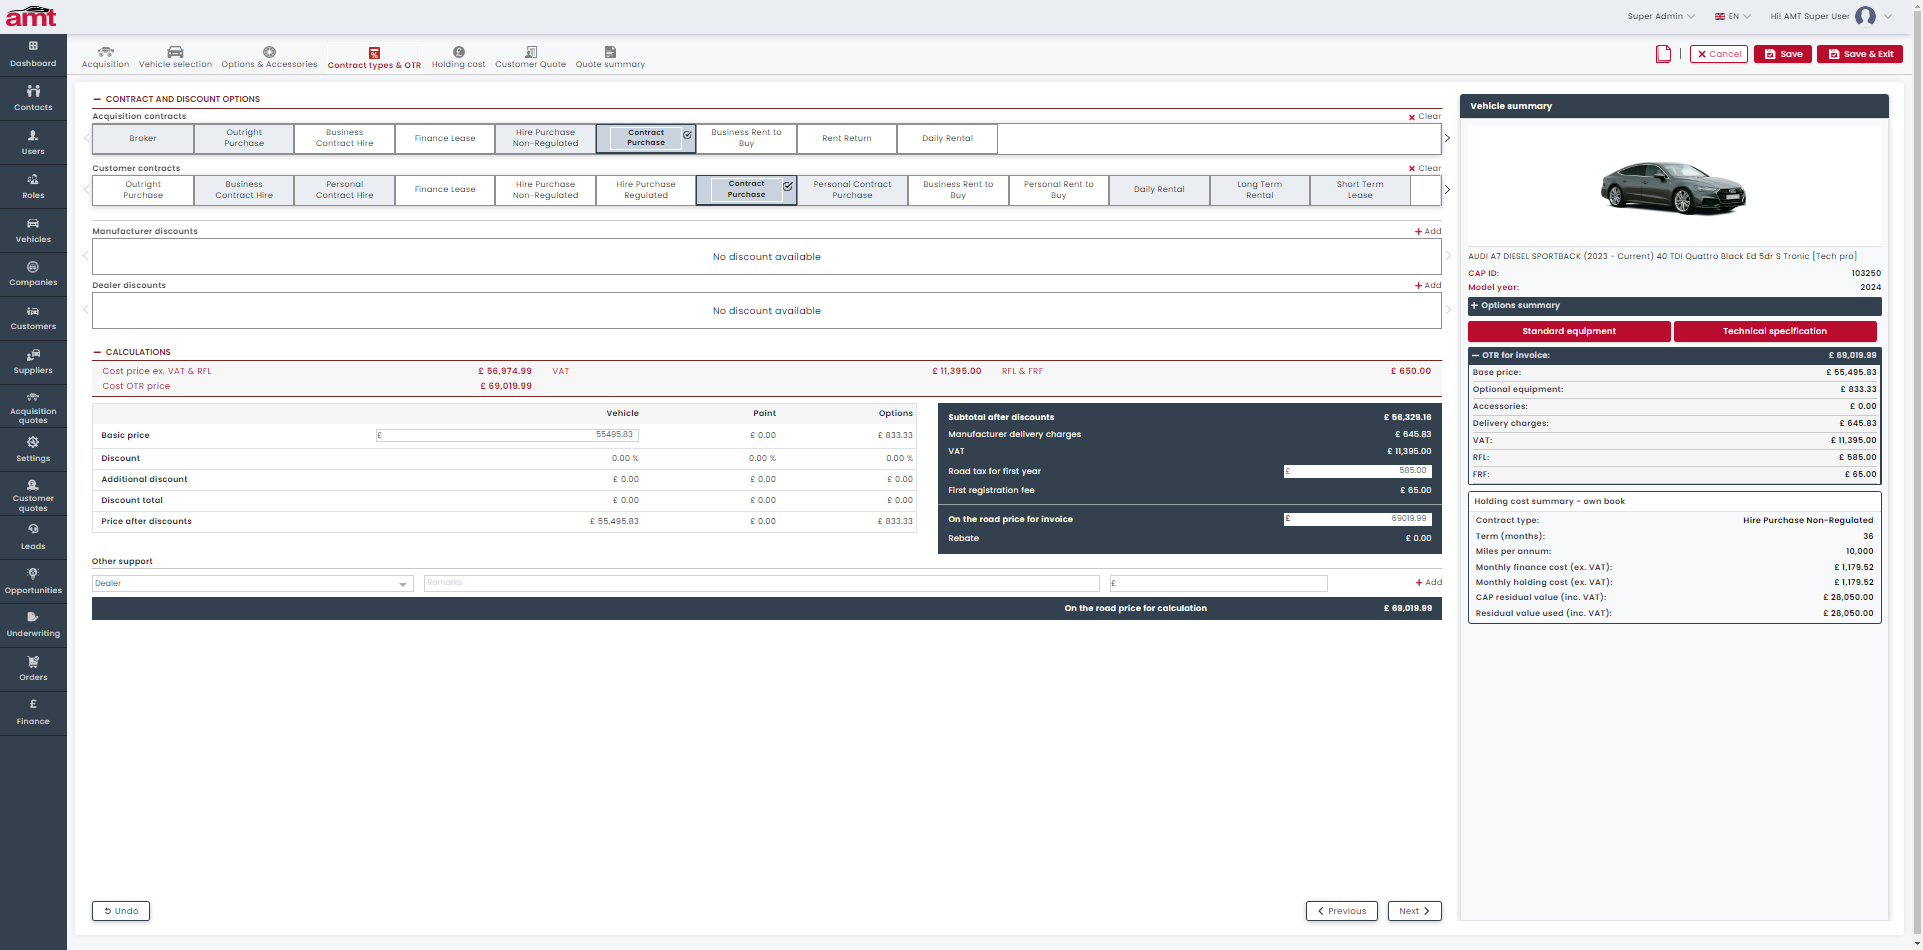 amt
Super Admin
EN
Hi! AMT Super User
Dashboard
Contacts
Users
Roles
Vehicles
Companies
Customers
Suppliers
Acquisition
quotes
Settings
Customer
quotes
Leads
Opportunities
Underwriting
Orders
£
Finance
Acquisition
Vehicle selection
Options & Accessories
Contract types & OTR
Holding cost
Customer Quote
Quote summary
Cancel
Save
Save & Exit
CONTRACT AND DISCOUNT OPTIONS
Acquisition contracts
Clear
Broker
Outright
Purchase
Business
Contract Hire
Finance Lease
Hire Purchase
Non-Regulated
Contract
Purchase
Business Rent to
Buy
Rent Return
Daily Rental
Customer contracts
Clear
Outright
Purchase
Business
Contract Hire
Personal
Contract Hire
Finance Lease
Hire Purchase
Non-Regulated
Hire Purchase
Regulated
Contract
Purchase
Personal Contract
Purchase
Business Rent to
Buy
Personal Rent to
Buy
Daily Rental
Long Term
Rental
Short Term
Lease
Manufacturer discounts
+ Add
No discount available
Dealer discounts
+ Add
No discount available
CALCULATIONS
Cost price ex. VAT & RFL £ 56,974.99 VAT £ 11,395.00 RFL & FRF £ 650.00
Cost OTR price £ 69,019.99
Vehicle Paint Options
Basic price £ 55495.83 £ 0.00 £ 833.33
Discount 0.00 % 0.00 % 0.00 %
Additional discount £ 0.00 £ 0.00 £ 0.00
Discount total £ 0.00 £ 0.00 £ 0.00
Price after discounts £ 55,495.83 £ 0.00 £ 833.33
Subtotal after discounts £ 56,329.16
Manufacturer delivery charges £ 645.83
VAT £ 11,395.00
Road tax for first year £ 585.00
First registration fee £ 65.00
On the road price for invoice £ 69019.99
Rebate £ 0.00
Other support
Dealer Remarks £ + Add
On the road price for calculation £ 69,019.99
Undo
Previous
Next
Vehicle summary
AUDI A7 DIESEL SPORTBACK (2023 - Current) 40 TDI Quattro Black Ed 5dr S Tronic [Tech pro]
CAP ID: 103250
Model year: 2024
+ Options summary
Standard equipment
Technical specification
OTR for invoice: £ 69,019.99
Base price: £ 55,495.83
Optional equipment: £ 833.33
Accessories: £ 0.00
Delivery charges: £ 645.83
VAT: £ 11,395.00
RFL: £ 585.00
FRF: £ 65.00
Holding cost summary - own book
Contract type: Hire Purchase Non-Regulated
Term (months): 36
Miles per annum: 10,000
Monthly finance cost (ex. VAT): £ 1,179.52
Monthly holding cost (ex. VAT): £ 1,179.52
CAP residual value (inc. VAT): £ 28,050.00
Residual value used (inc. VAT): £ 28,050.00